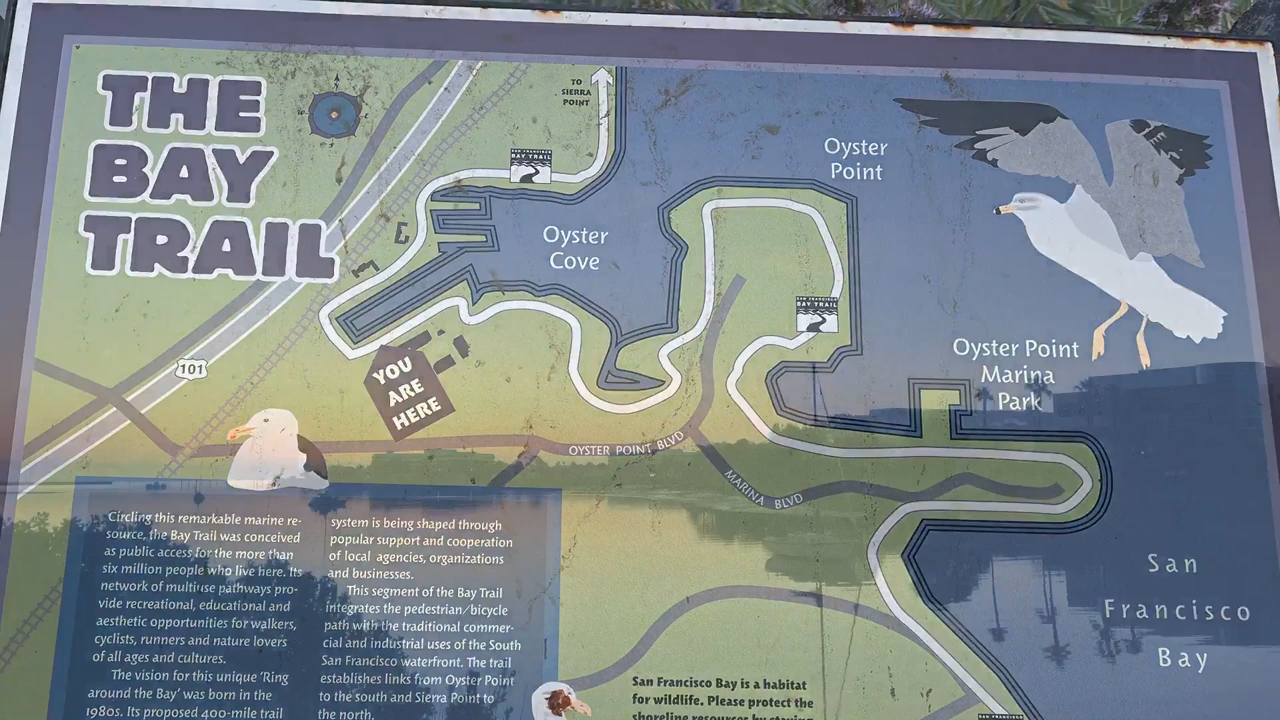 THE
BAY
TRAIL
TO
SIERRA
POINT
SAN FRANCISCO
BAY TRAIL
Oyster
Point
Oyster
Cove
SAN FRANCISCO
BAY TRAIL
101
YOU
ARE
HERE
Oyster Point
Marina
Park
OYSTER POINT BLVD
MARINA BLVD
San
Francisco
Bay
Circling this remarkable marine re-
source, the Bay Trail was conceived
as public access for the more than
six million people who live here. Its
network of multiuse pathways pro-
vide recreational, educational and
aesthetic opportunities for walkers,
cyclists, runners and nature lovers
of all ages and cultures.
The vision for this unique 'Ring
around the Bay' was born in the
1980s. Its proposed 400-mile trail
system is being shaped through
popular support and cooperation
of local agencies, organizations
and businesses.
This segment of the Bay Trail
integrates the pedestrian/bicycle
path with the traditional commer-
cial and industrial uses of the South
San Francisco waterfront. The trail
establishes links from Oyster Point
to the south and Sierra Point to
the north.
San Francisco Bay is a habitat
for wildlife. Please protect the
shoreline resources by staying